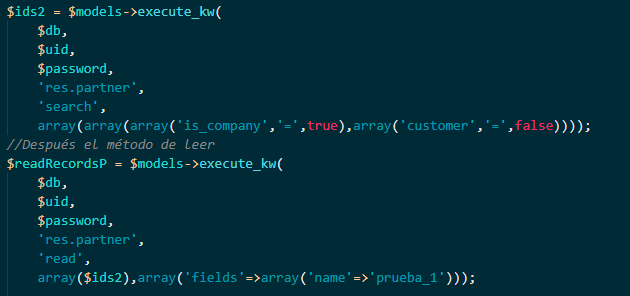 $ids2 = $models->execute_kw(
$db,
$uid,
$password,
'res.partner',
'search',
array(array(array('is_company','=',true),array('customer','=',false))));
//Después el método de leer
$readRecordsP = $models->execute_kw(
$db,
$uid,
$password,
'res.partner',
'read',
array($ids2),array('fields'=>array('name'=>'prueba_1')));